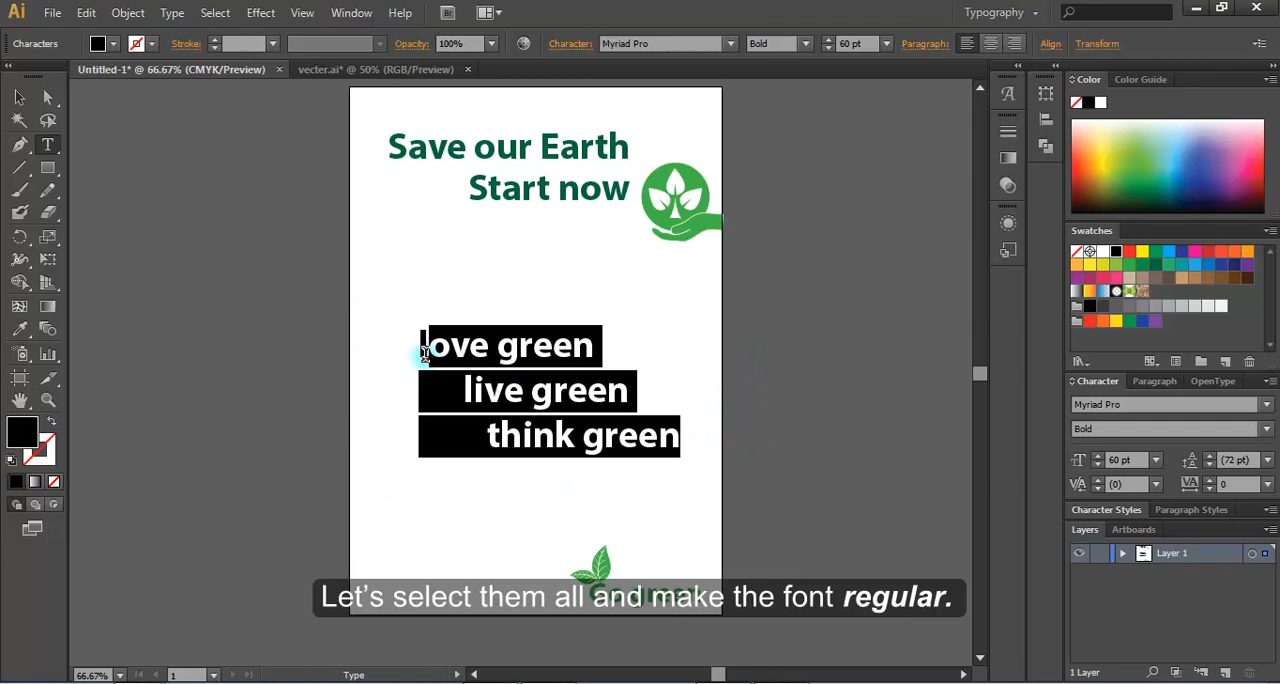 Ai File Edit Object Type Select Effect View Window Help Br Typography
Characters Stroke: Opacity: 100% Character: Myriad Pro Bold 60 pt Paragraph: Align Transform
Untitled-1* @ 66.67% (CMYK/Preview) × vecter.ai* @ 50% (RGB/Preview) ×
Color Color Guide
Save our Earth
Start now
Swatches
love green
live green
think green
Character Paragraph OpenType
Myriad Pro
Bold
60 pt (72 pt)
(0) 0
Character Styles Paragraph Styles
Layers Artboards
Layer 1
Go green
Let's select them all and make the font regular.
66.67% 1 Type 1 Layer